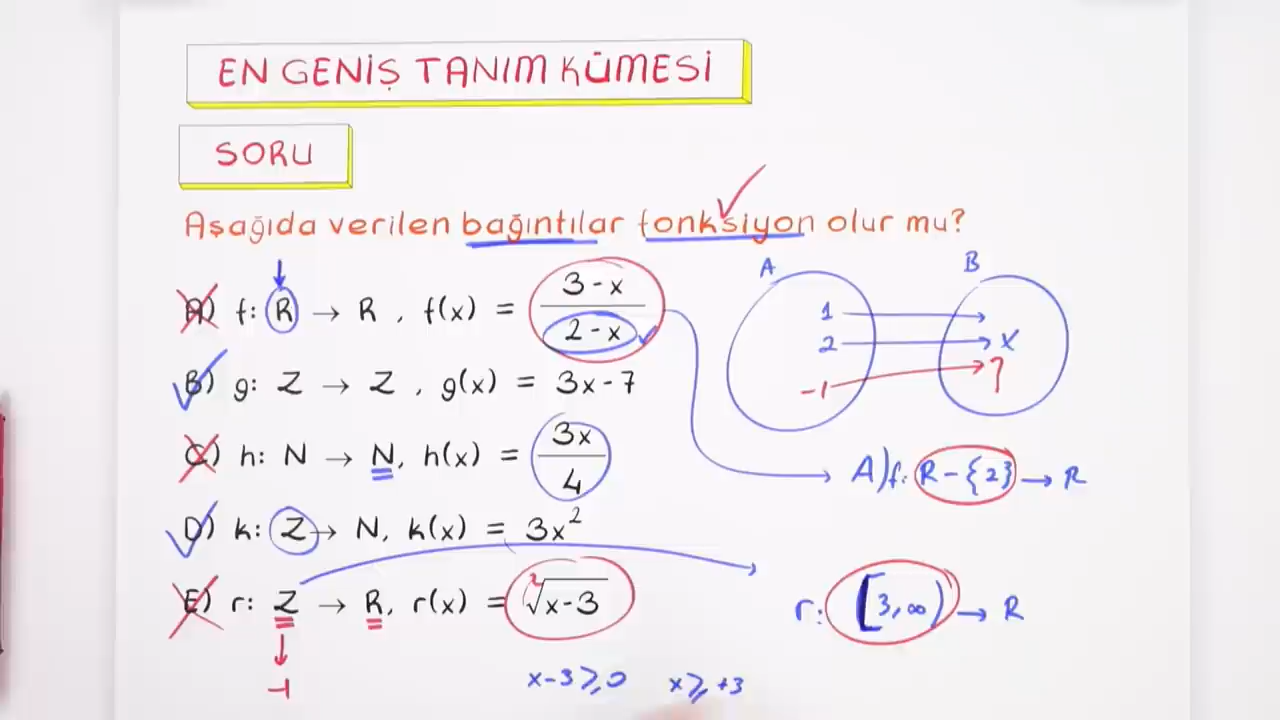 EN GENİŞ TANIM KÜMESİ
SORU
Aşağıda verilen bağıntılar fonksiyon olur mu?
A) f: R → R , f(x) = (3-x)/(2-x)
B) g: Z → Z , g(x) = 3x-7
C) h: N → N, h(x) = 3x/4
D) k: Z → N, k(x) = 3x²
E) r: Z → R, r(x) = ²√(x-3)
-1
x-3⩾0 x⩾+3
A B
1
2 x
-1 ?
A) f: R-{2} → R
r: [3,∞) → R